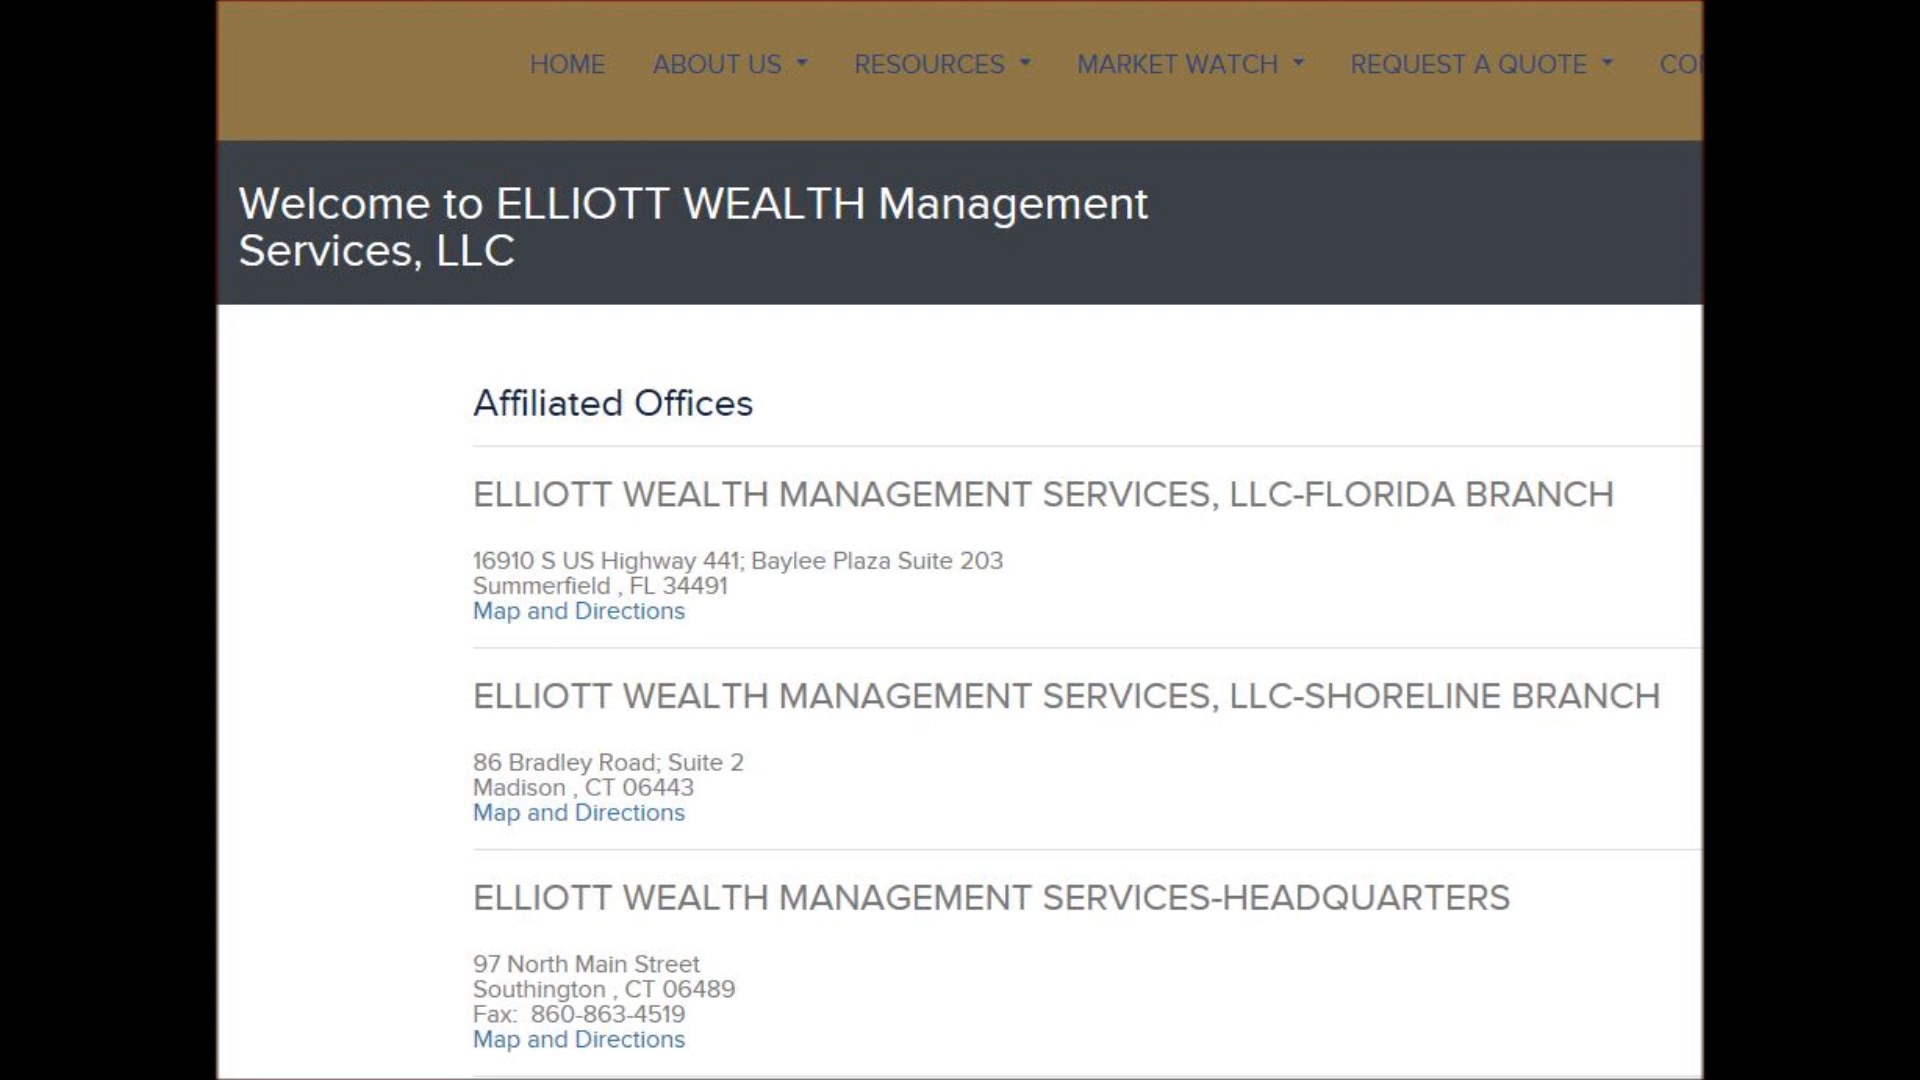 HOME ABOUT US RESOURCES MARKET WATCH REQUEST A QUOTE
Welcome to ELLIOTT WEALTH Management
Services, LLC
Affiliated Offices
ELLIOTT WEALTH MANAGEMENT SERVICES, LLC-FLORIDA BRANCH
16910 S US Highway 441; Baylee Plaza Suite 203
Summerfield , FL 34491
Map and Directions
ELLIOTT WEALTH MANAGEMENT SERVICES, LLC-SHORELINE BRANCH
86 Bradley Road; Suite 2
Madison , CT 06443
Map and Directions
ELLIOTT WEALTH MANAGEMENT SERVICES-HEADQUARTERS
97 North Main Street
Southington , CT 06489
Fax: 860-863-4519
Map and Directions